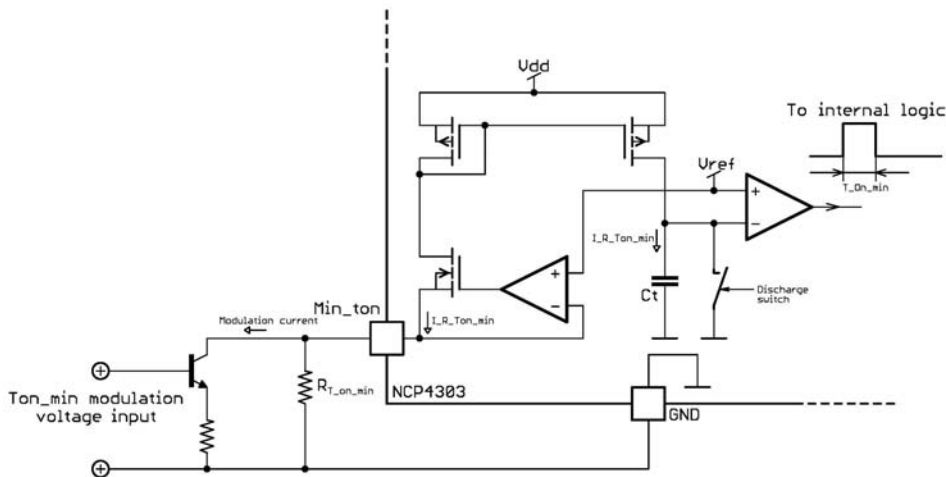 Vdd
To internal logic
Vref
T_On_min
+
−
I_R_Ton_min
+
−
Ct
Discharge
switch
Min_ton
Modulation current
I_R_Ton_min
Ton_min modulation
voltage input
RT_on_min
NCP4303
GND